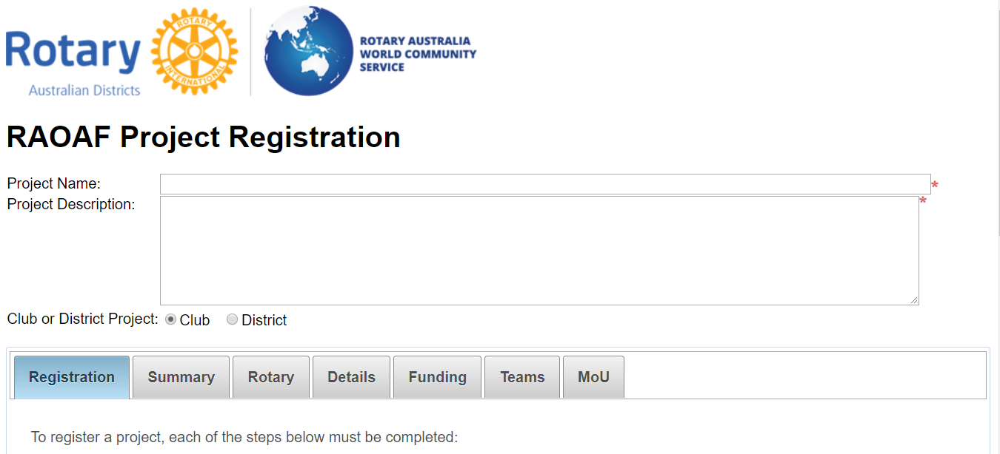 Rotary
Australian Districts
ROTARY
INTERNATIONAL
ROTARY AUSTRALIA
WORLD COMMUNITY
SERVICE
RAOAF Project Registration
Project Name: *
Project Description: *
Club or District Project: Club District
Registration Summary Rotary Details Funding Teams MoU
To register a project, each of the steps below must be completed: